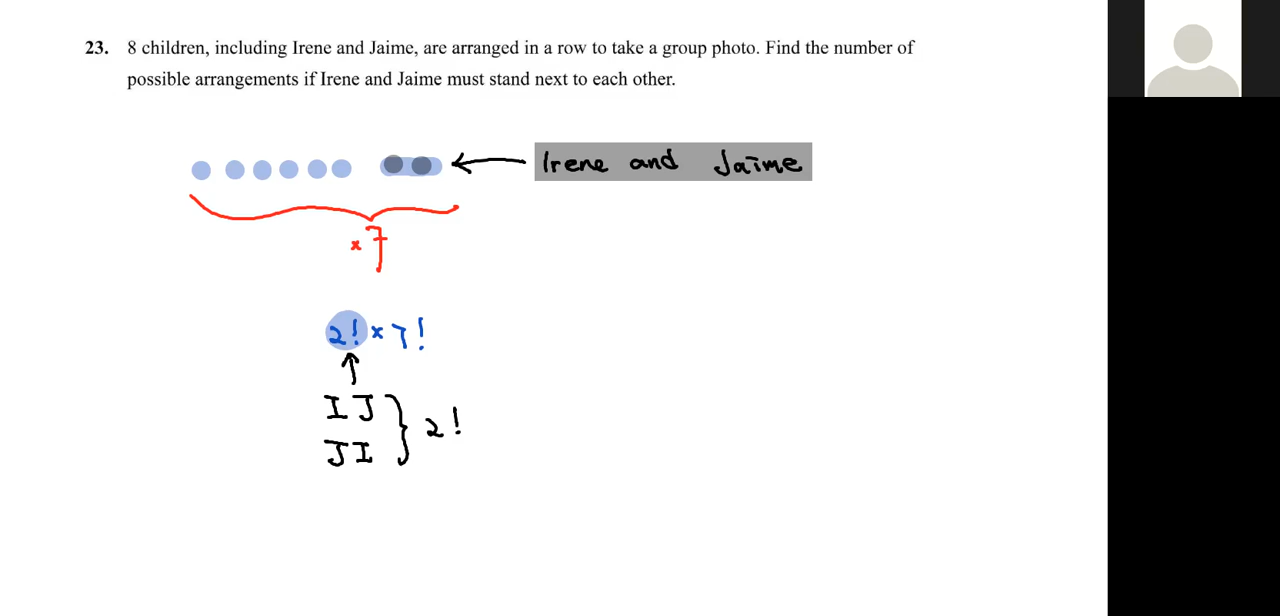 23. 8 children, including Irene and Jaime, are arranged in a row to take a group photo. Find the number of
possible arrangements if Irene and Jaime must stand next to each other.
Irene and Jaime
×7
2! × 7!
I J
J I
2!